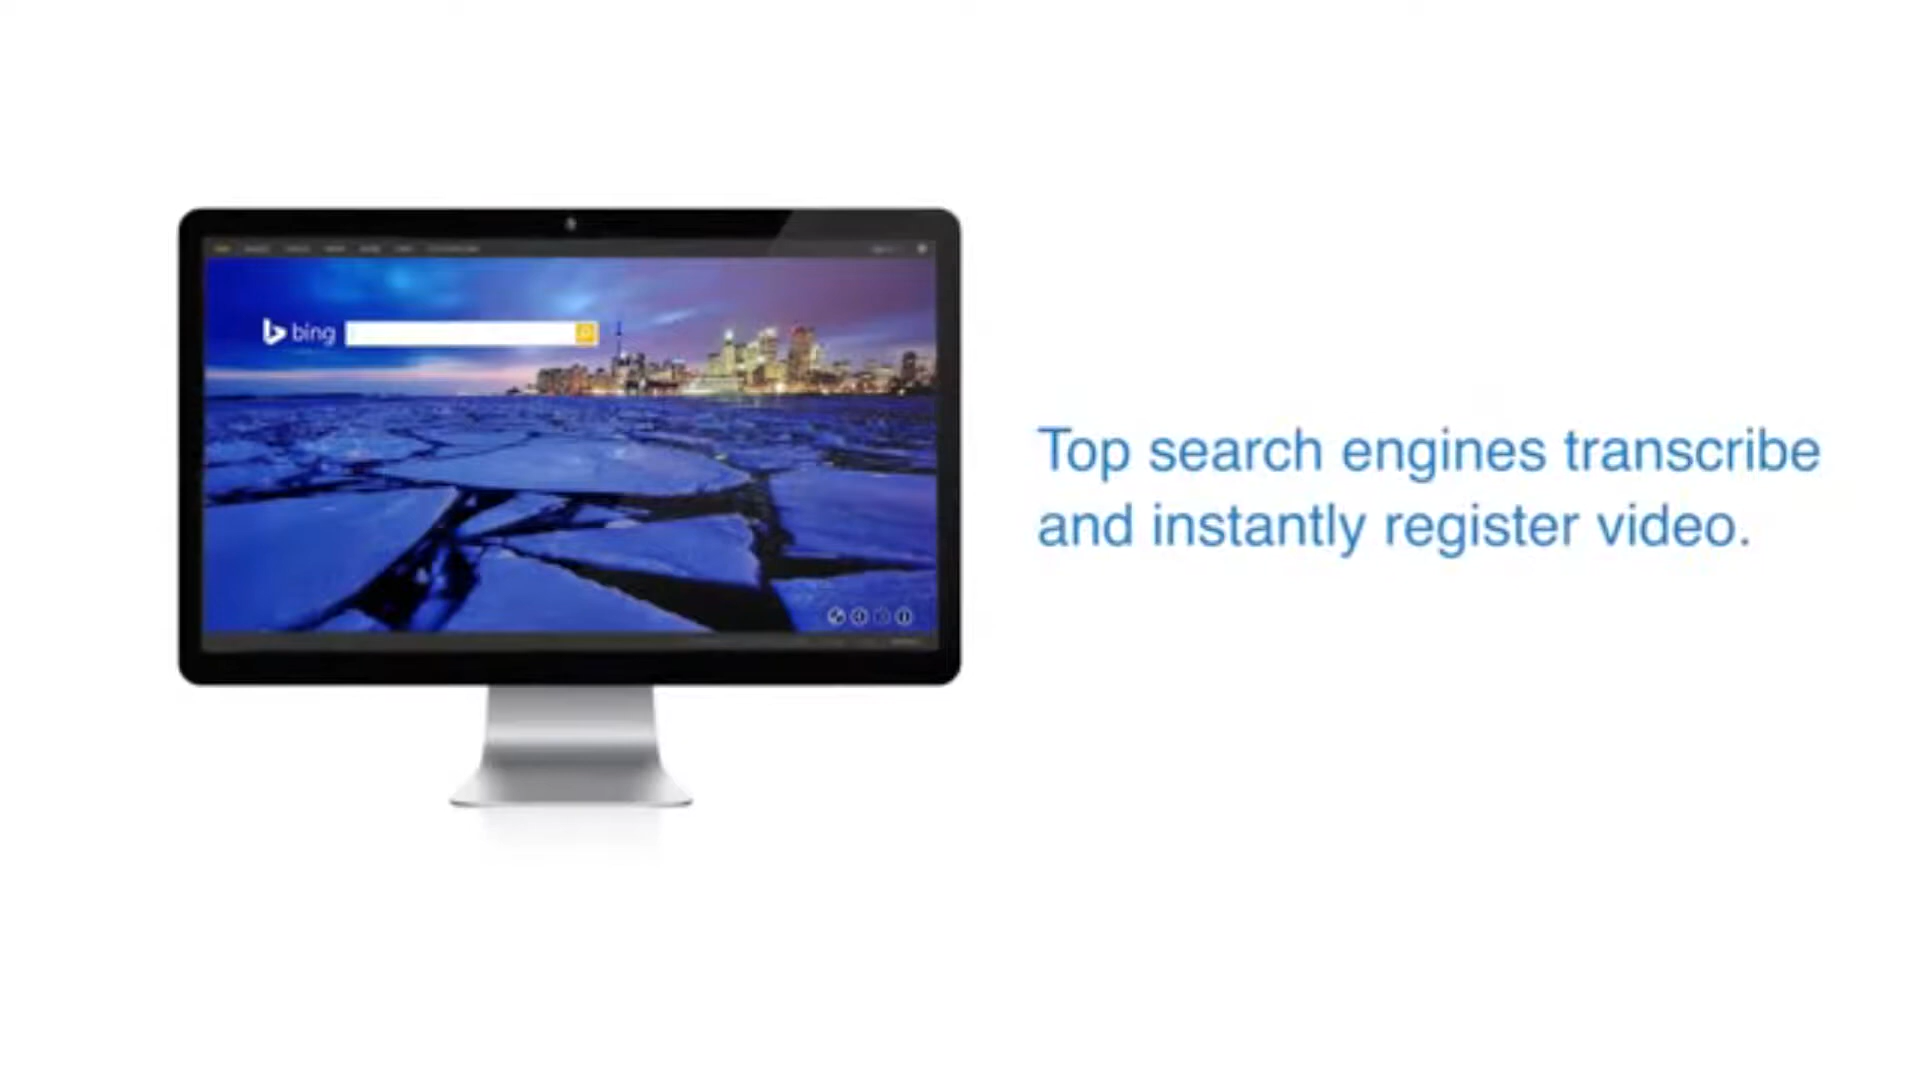 bing
Top search engines transcribe
and instantly register video.